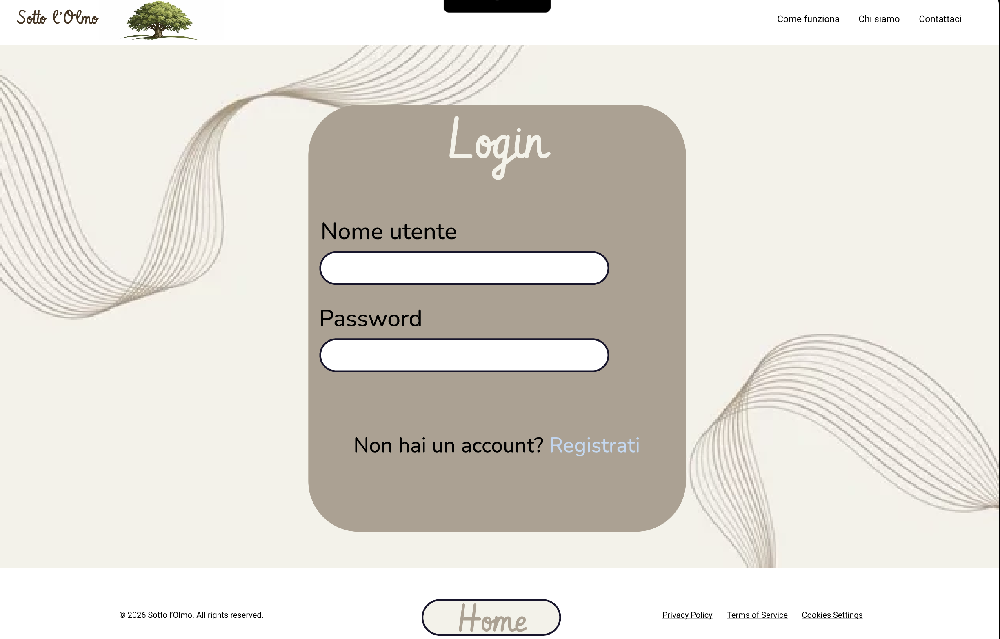 Sotto l'Olmo
Come funziona Chi siamo Contattaci
Login
Nome utente
Password
Non hai un account? Registrati
© 2026 Sotto l’Olmo. All rights reserved.
Home
Privacy Policy Terms of Service Cookies Settings